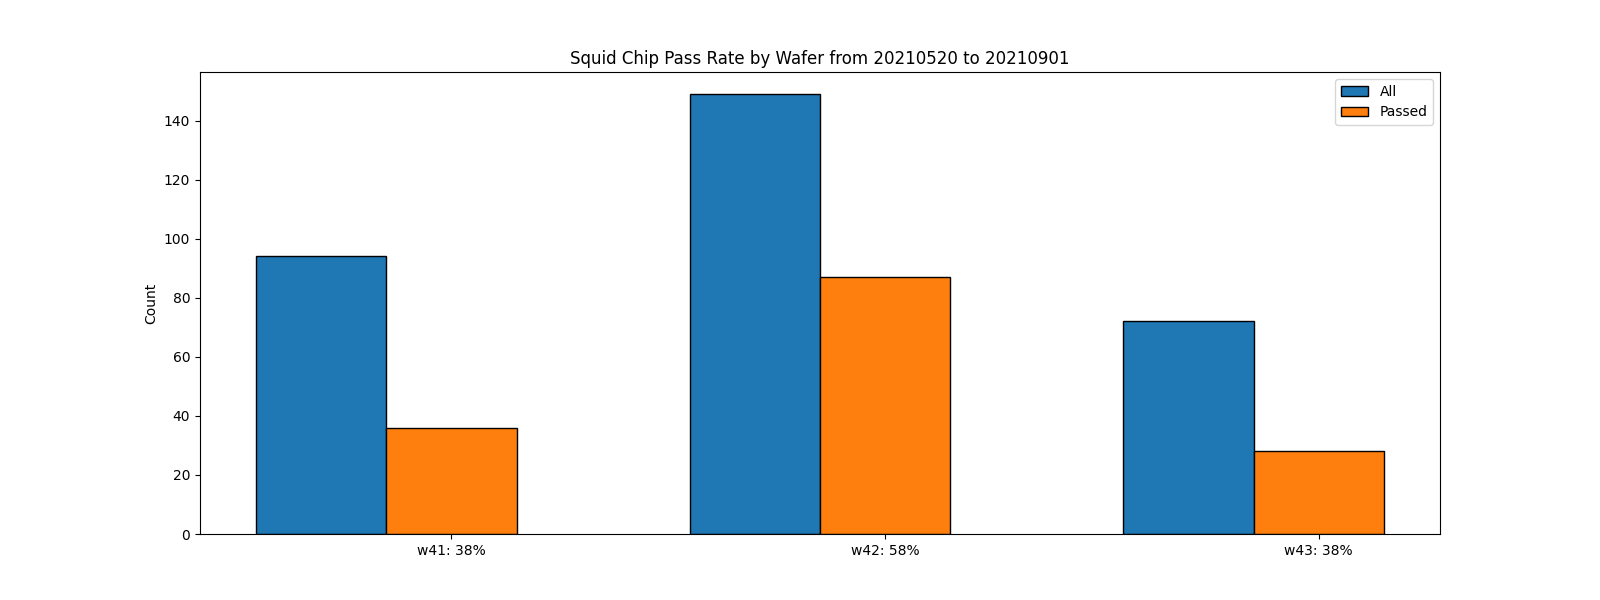 Squid Chip Pass Rate by Wafer from 20210520 to 20210901
All
Passed
140
120
100
80
60
40
20
0
Count
w41: 38%
w42: 58%
w43: 38%